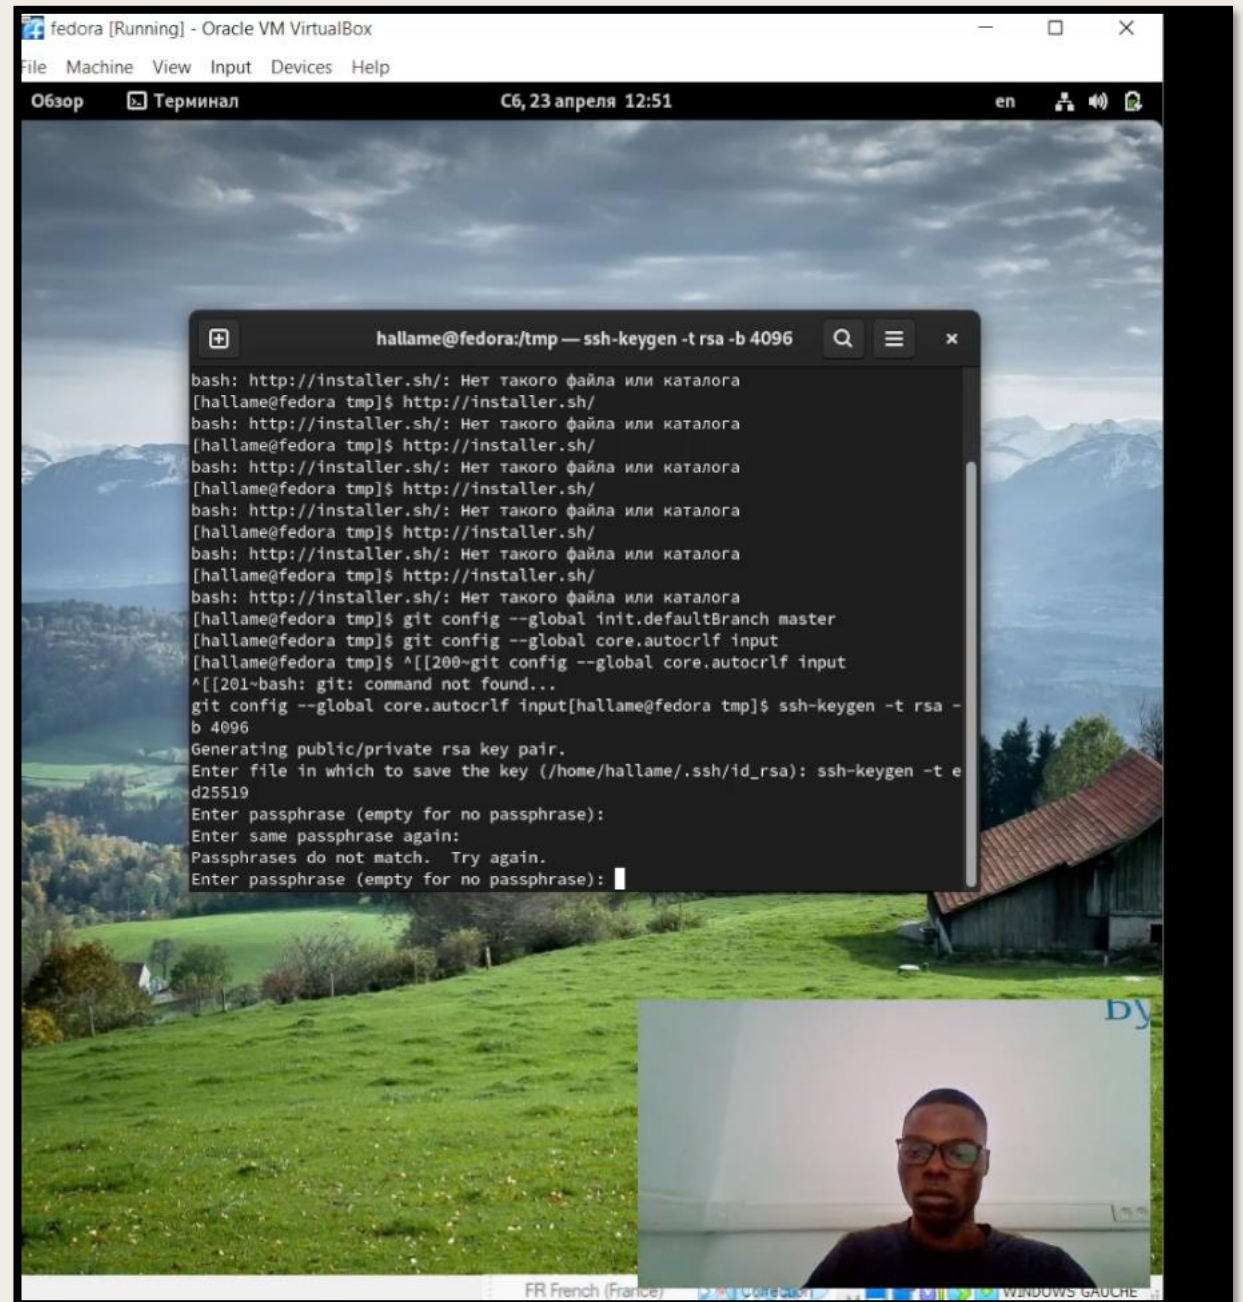 fedora [Running] - Oracle VM VirtualBox
File Machine View Input Devices Help
Обзор Терминал Сб, 23 апреля 12:51 en
hallame@fedora:/tmp — ssh-keygen -t rsa -b 4096
bash: http://installer.sh/: Нет такого файла или каталога
[hallame@fedora tmp]$ http://installer.sh/
bash: http://installer.sh/: Нет такого файла или каталога
[hallame@fedora tmp]$ http://installer.sh/
bash: http://installer.sh/: Нет такого файла или каталога
[hallame@fedora tmp]$ http://installer.sh/
bash: http://installer.sh/: Нет такого файла или каталога
[hallame@fedora tmp]$ http://installer.sh/
bash: http://installer.sh/: Нет такого файла или каталога
[hallame@fedora tmp]$ http://installer.sh/
bash: http://installer.sh/: Нет такого файла или каталога
[hallame@fedora tmp]$ git config --global init.defaultBranch master
[hallame@fedora tmp]$ git config --global core.autocrlf input
[hallame@fedora tmp]$ ^[[200~git config --global core.autocrlf input
^[[201~bash: git: command not found...
git config --global core.autocrlf input[hallame@fedora tmp]$ ssh-keygen -t rsa -
b 4096
Generating public/private rsa key pair.
Enter file in which to save the key (/home/hallame/.ssh/id_rsa): ssh-keygen -t e
d25519
Enter passphrase (empty for no passphrase):
Enter same passphrase again:
Passphrases do not match.  Try again.
Enter passphrase (empty for no passphrase):
Ву
FR French (France) Correction WINDOWS GAUCHE